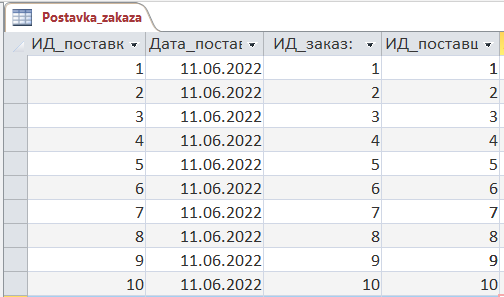 Postavka_zakaza
ИД_поставк Дата_постав ИД_заказ: ИД_поставщ
1 11.06.2022 1 1
2 11.06.2022 2 2
3 11.06.2022 3 3
4 11.06.2022 4 4
5 11.06.2022 5 5
6 11.06.2022 6 6
7 11.06.2022 7 7
8 11.06.2022 8 8
9 11.06.2022 9 9
10 11.06.2022 10 10